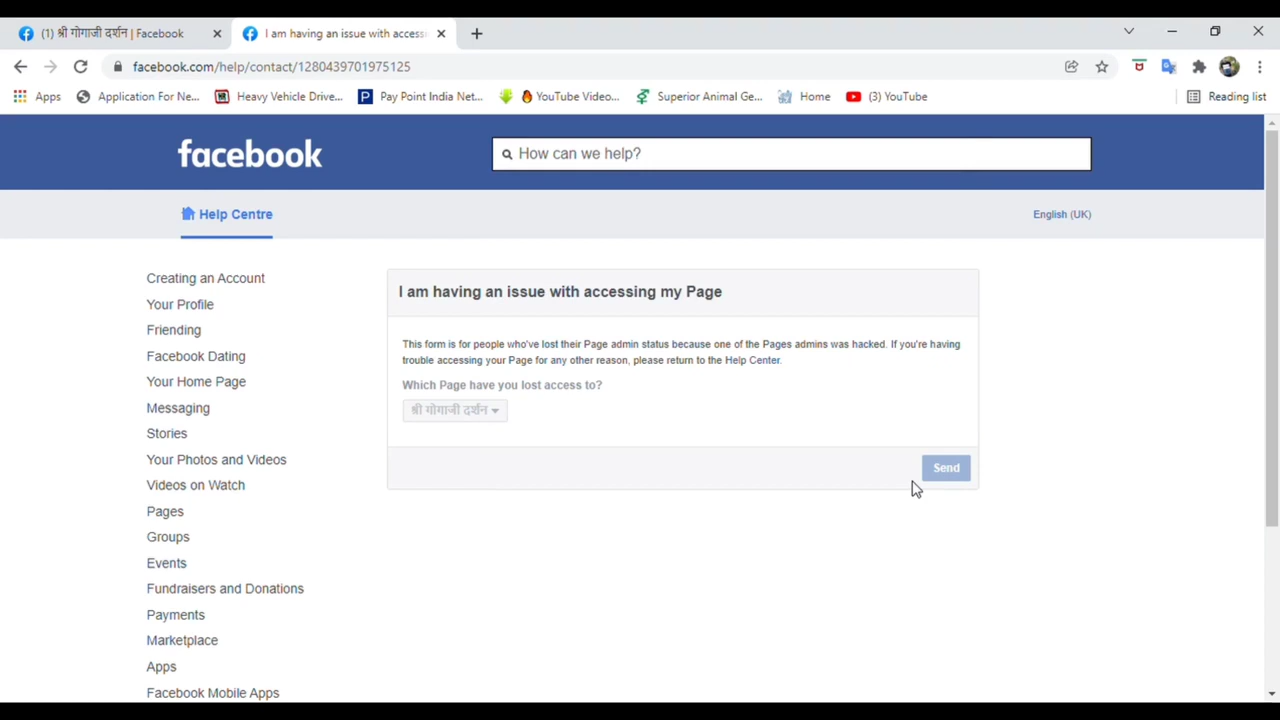 (1) श्री गोगाजी दर्शन | Facebook
I am having an issue with access
facebook.com/help/contact/1280439701975125
Apps
Application For Ne...
Heavy Vehicle Drive...
Pay Point India Net...
YouTube Video...
Superior Animal Ge...
Home
(3) YouTube
Reading list
facebook
How can we help?
Help Centre
English (UK)
Creating an Account
Your Profile
Friending
Facebook Dating
Your Home Page
Messaging
Stories
Your Photos and Videos
Videos on Watch
Pages
Groups
Events
Fundraisers and Donations
Payments
Marketplace
Apps
Facebook Mobile Apps
I am having an issue with accessing my Page
This form is for people who've lost their Page admin status because one of the Pages admins was hacked. If you're having
trouble accessing your Page for any other reason, please return to the Help Center.
Which Page have you lost access to?
श्री गोगाजी दर्शन
Send